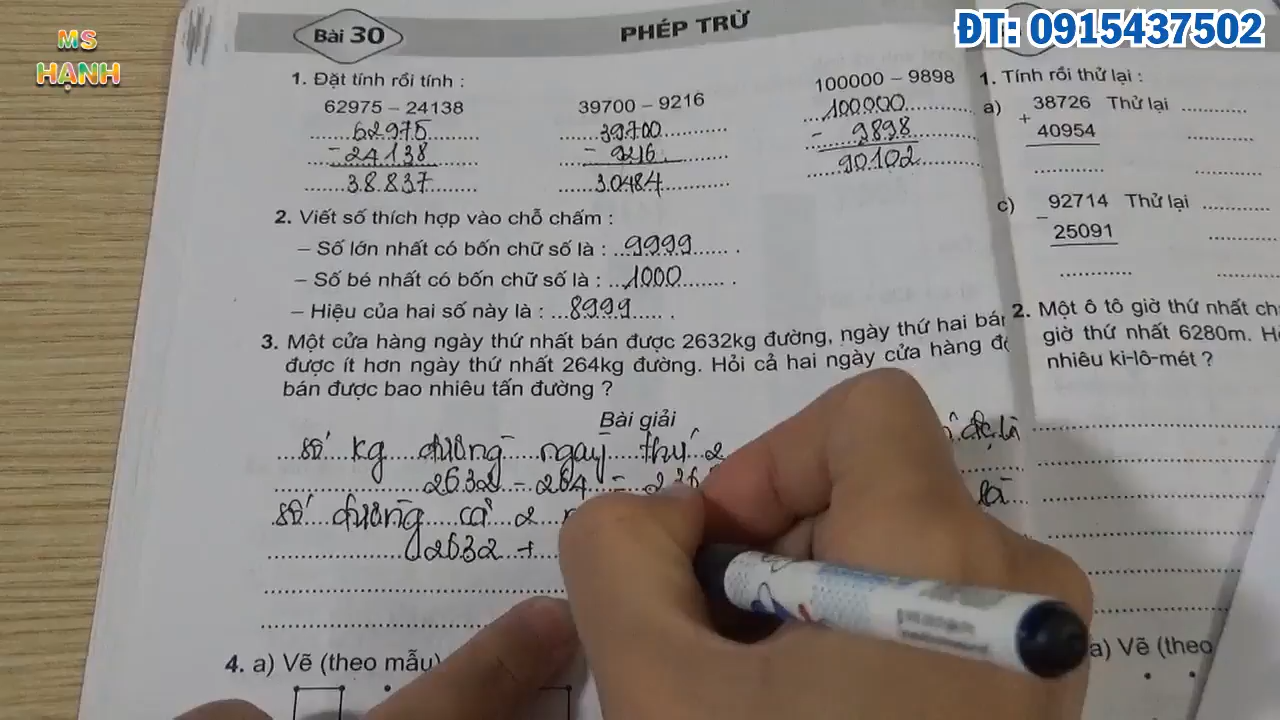 MS
HẠNH
ĐT: 0915437502
Bài 30
PHÉP TRỪ
1. Đặt tính rồi tính :
62975 – 24138
39700 – 9216
100000 – 9898
62975
– 24138
38837
39700
– 9216
30484
100000
– 9898
90102
2. Viết số thích hợp vào chỗ chấm :
– Số lớn nhất có bốn chữ số là : ...9999....... .
– Số bé nhất có bốn chữ số là : ...1000....... .
– Hiệu của hai số này là : ...8999...... .
3. Một cửa hàng ngày thứ nhất bán được 2632kg đường, ngày thứ hai bán
được ít hơn ngày thứ nhất 264kg đường. Hỏi cả hai ngày cửa hàng
bán được bao nhiêu tấn đường ?
Bài giải
số kg đường ngày thứ 2
2632 – 264 =
số đường cả 2
2632 +
4. a) Vẽ (theo mẫu)
1. Tính rồi thử lại :
a) 38726 Thử lại ............
+
40954
c) 92714 Thử lại ............
–
25091
2. Một ô tô giờ thứ nhất
giờ thứ nhất 6280m.
nhiêu ki-lô-mét ?
a) Vẽ (theo